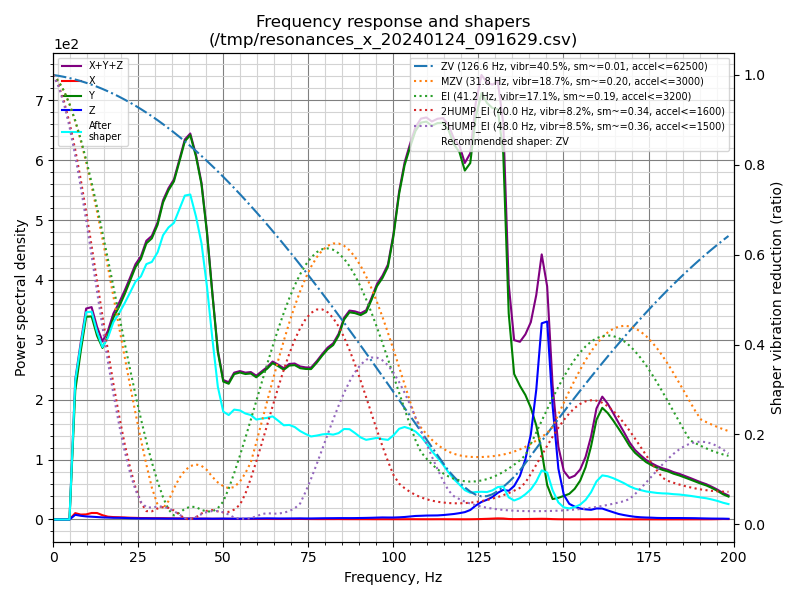 Frequency response and shapers
(/tmp/resonances_x_20240124_091629.csv)
1e2
X+Y+Z
X
Y
Z
After
shaper
ZV (126.6 Hz, vibr=40.5%, sm~=0.01, accel<=62500)
MZV (31.8 Hz, vibr=18.7%, sm~=0.20, accel<=3000)
EI (41.2 Hz, vibr=17.1%, sm~=0.19, accel<=3200)
2HUMP_EI (40.0 Hz, vibr=8.2%, sm~=0.34, accel<=1600)
3HUMP_EI (48.0 Hz, vibr=8.5%, sm~=0.36, accel<=1500)
Recommended shaper: ZV
7
6
5
4
3
2
1
0
Power spectral density
1.0
0.8
0.6
0.4
0.2
0.0
Shaper vibration reduction (ratio)
0 25 50 75 100 125 150 175 200
Frequency, Hz